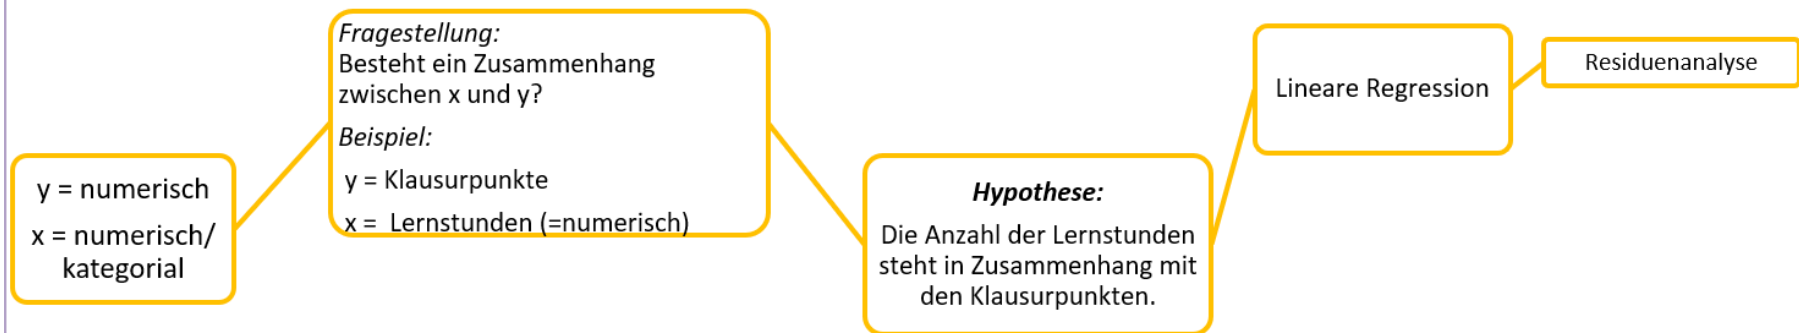 y = numerisch
x = numerisch/
kategorial
Fragestellung:
Besteht ein Zusammenhang
zwischen x und y?
Beispiel:
y = Klausurpunkte
x = Lernstunden (=numerisch)
Hypothese:
Die Anzahl der Lernstunden
steht in Zusammenhang mit
den Klausurpunkten.
Lineare Regression
Residuenanalyse